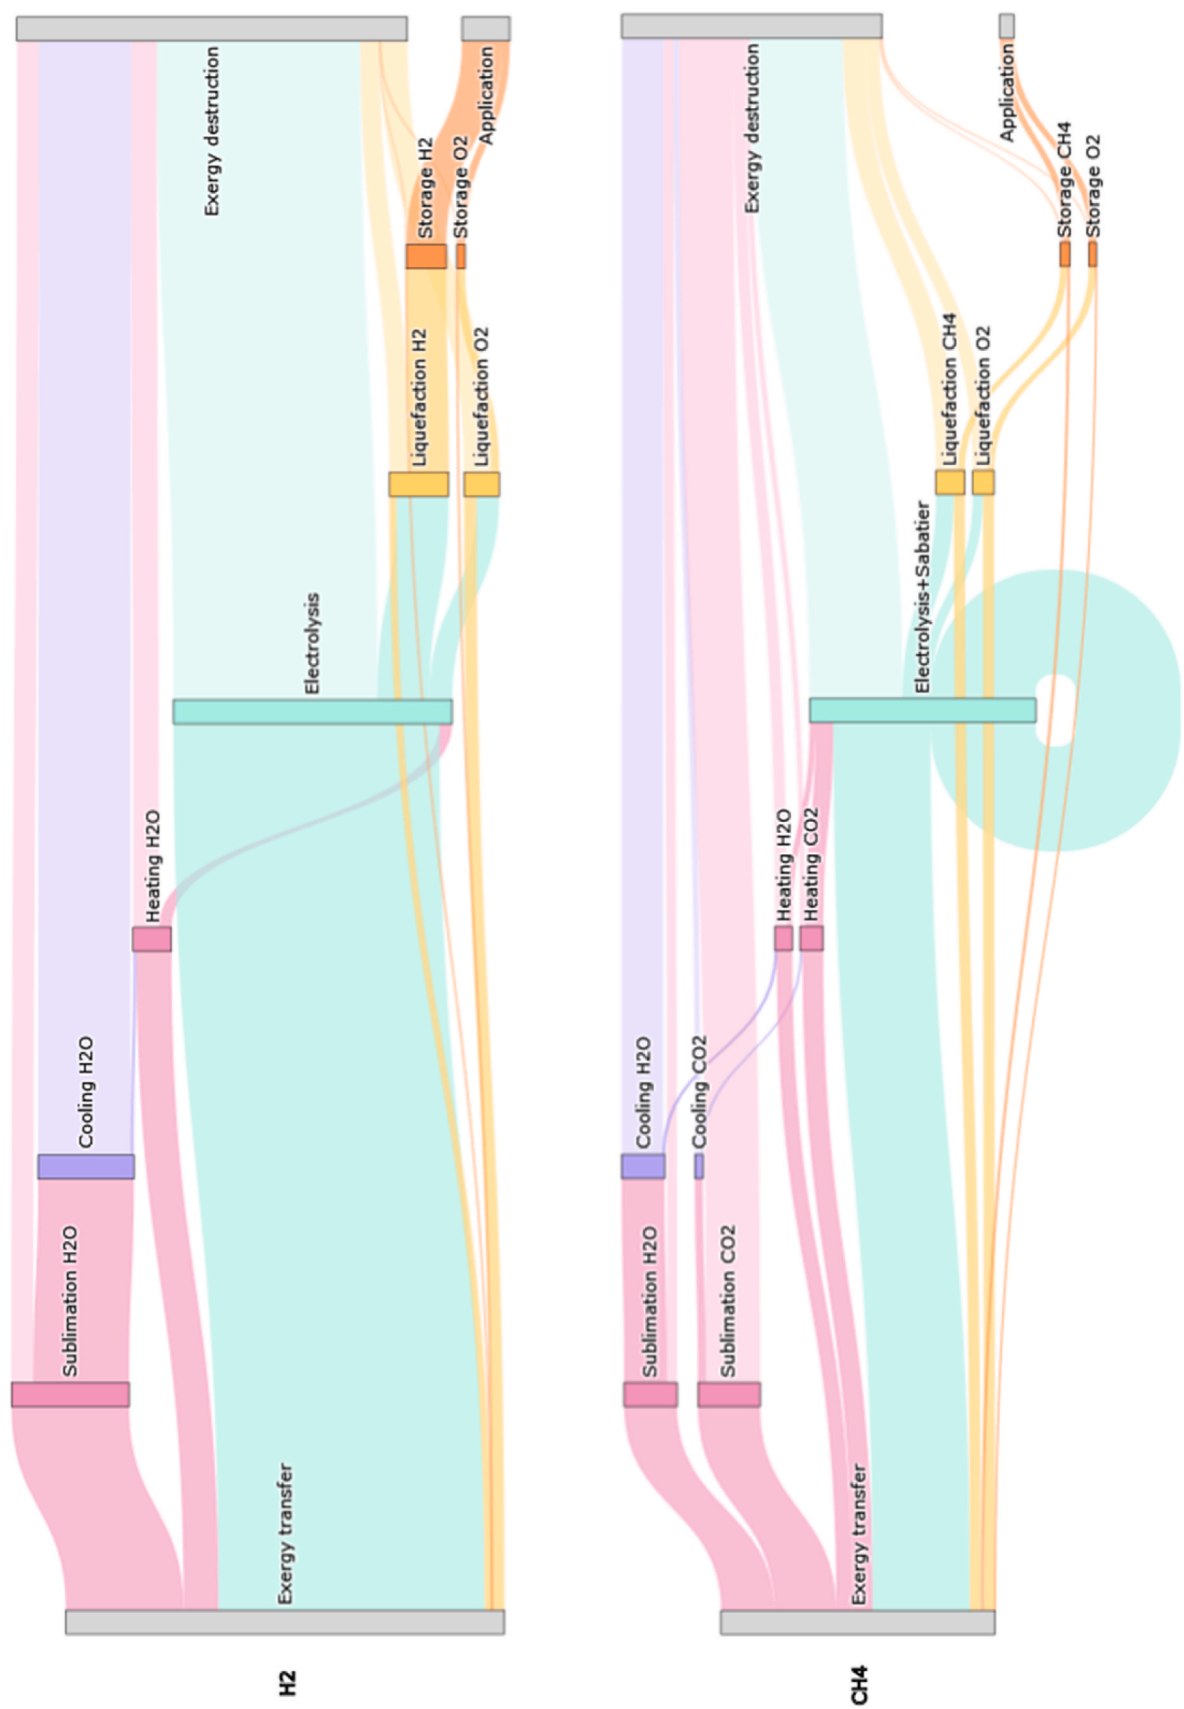 H2
Exergy transfer
Sublimation H2O
Cooling H2O
Heating H2O
Electrolysis
Liquefaction H2
Liquefaction O2
Storage H2
Storage O2
Exergy destruction
Application
CH4
Exergy transfer
Sublimation H2O
Sublimation CO2
Cooling H2O
Cooling CO2
Heating H2O
Heating CO2
Electrolysis+Sabatier
Liquefaction CH4
Liquefaction O2
Storage CH4
Storage O2
Exergy destruction
Application